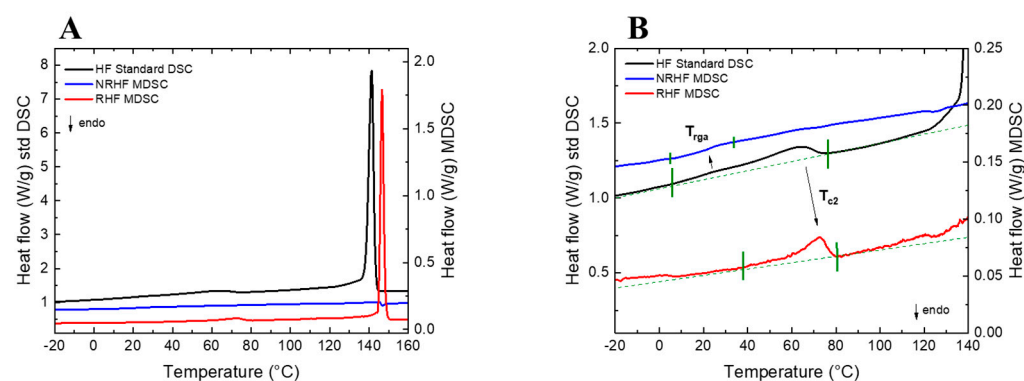 A
HF Standard DSC
NRHF MDSC
RHF MDSC
endo
Heat flow (W/g) std DSC
8
7
6
5
4
3
2
1
2.0
1.5
1.0
0.5
0.0
Heat flow (W/g) MDSC
-20 0 20 40 60 80 100 120 140 160
Temperature (°C)
B
HF Standard DSC
NRHF MDSC
RHF MDSC
Trga
Tc2
endo
Heat flow (W/g) std DSC
2.0
1.5
1.0
0.5
0.25
0.20
0.15
0.10
0.05
0.00
Heat flow (W/g) MDSC
-20 0 20 40 60 80 100 120 140
Temperature (°C)